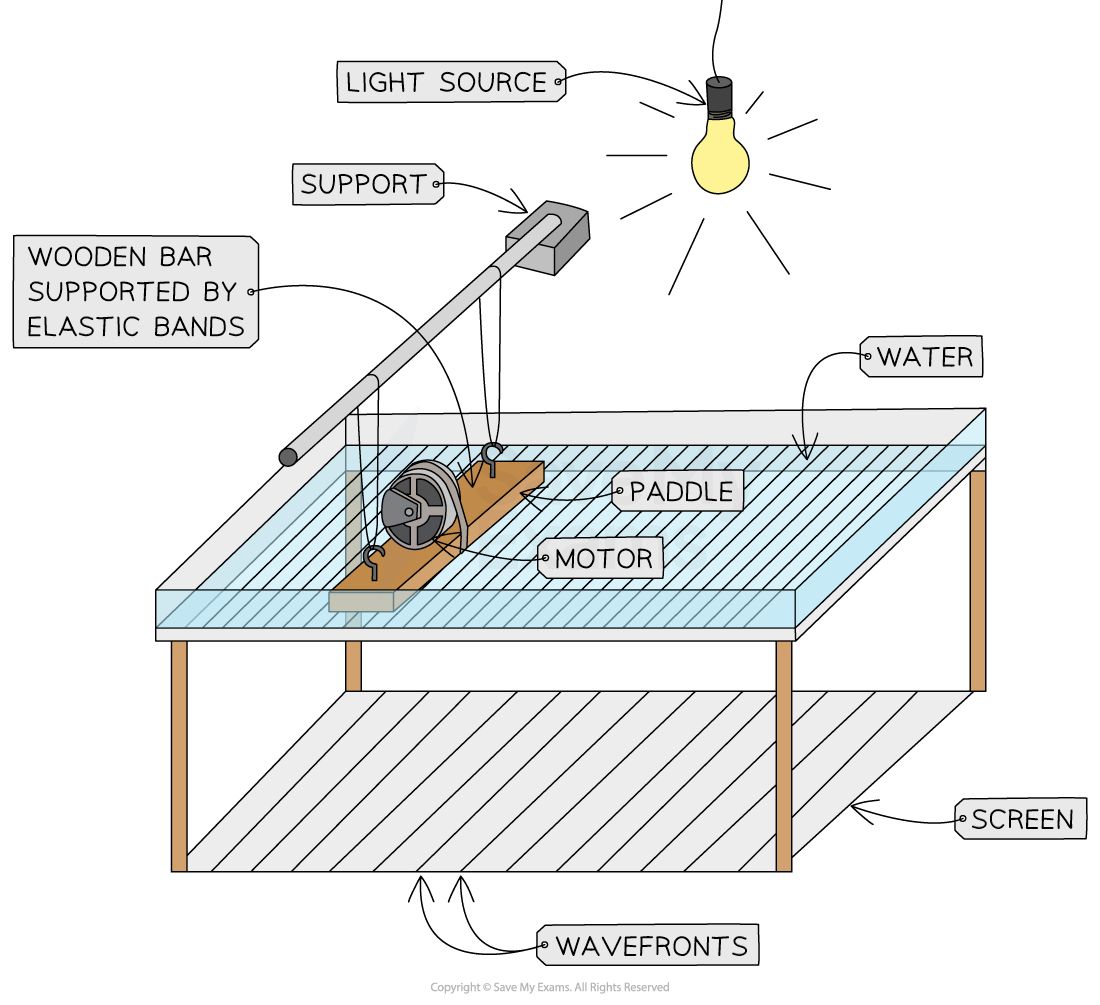 LIGHT SOURCE
SUPPORT
WOODEN BAR
SUPPORTED BY
ELASTIC BANDS
WATER
PADDLE
MOTOR
SCREEN
WAVEFRONTS
Copyright © Save My Exams. All Rights Reserved